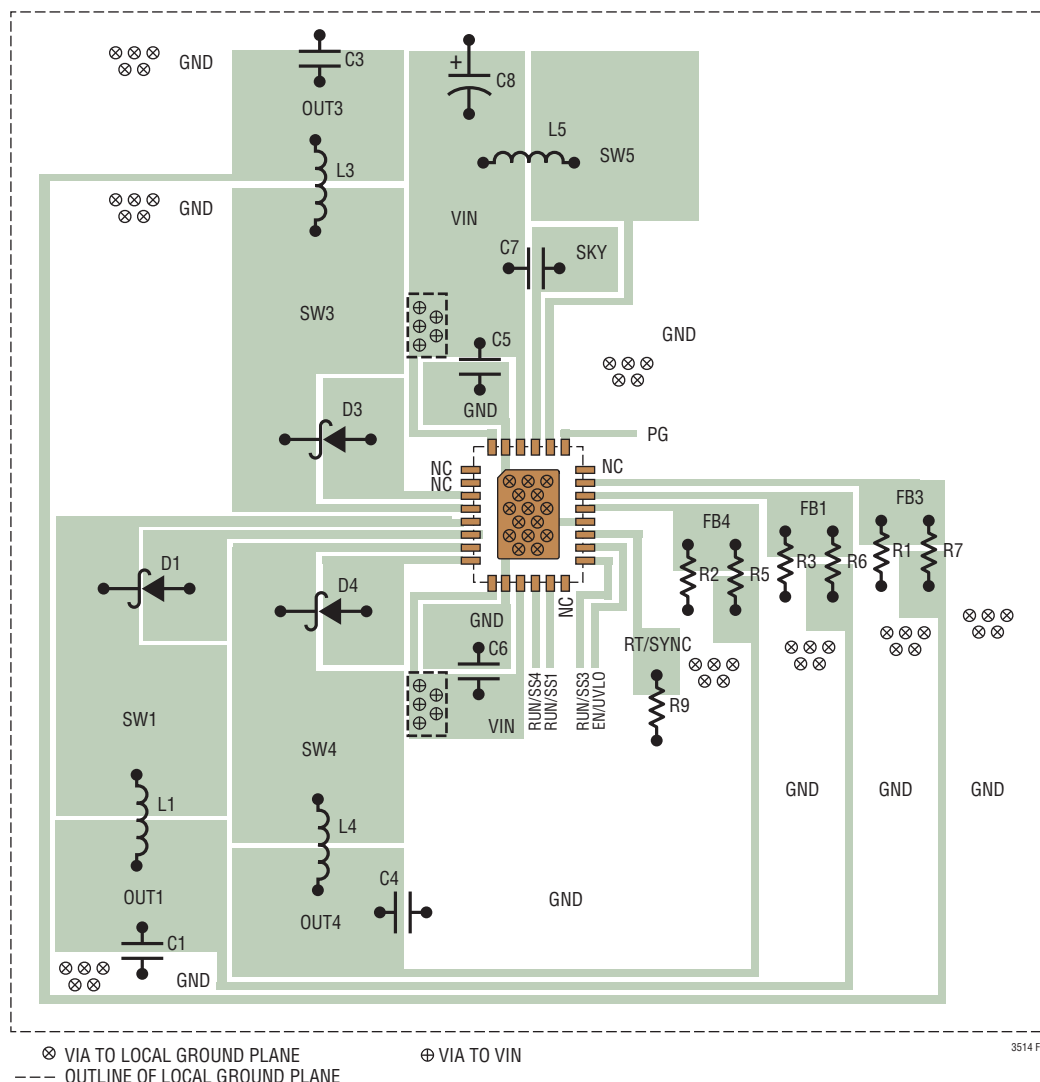 GND
C3
+
C8
OUT3
L5
SW5
L3
GND
VIN
C7
SKY
SW3
C5
GND
GND
D3
PG
NC
NC
NC
FB4
FB1
FB3
D1
R2
R5
R3
R6
R1
R7
D4
NC
GND
C6
RT/SYNC
RUN/SS4
RUN/SS1
RUN/SS3
EN/UVLO
R9
SW1
VIN
SW4
GND
GND
GND
L1
L4
C4
OUT1
OUT4
GND
C1
GND
VIA TO LOCAL GROUND PLANE
VIA TO VIN
OUTLINE OF LOCAL GROUND PLANE
3514 F